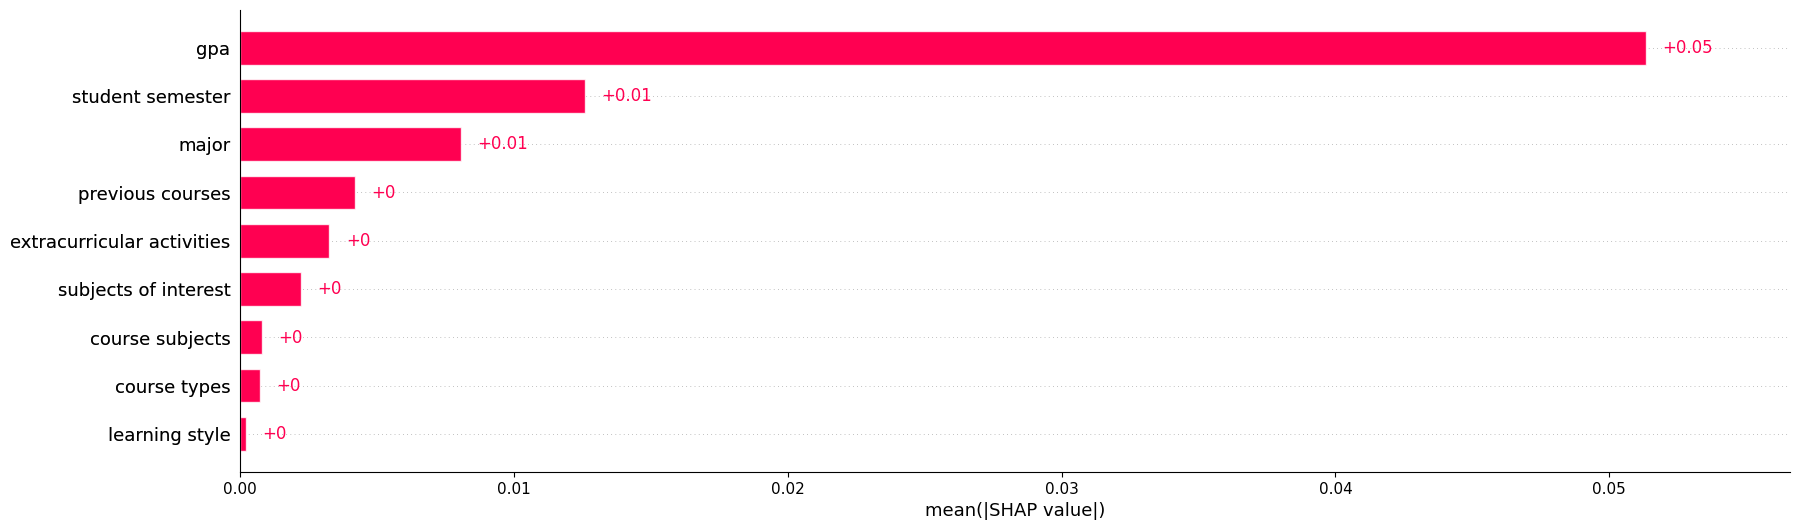 gpa +0.05
student semester +0.01
major +0.01
previous courses +0
extracurricular activities +0
subjects of interest +0
course subjects +0
course types +0
learning style +0
0.00 0.01 0.02 0.03 0.04 0.05
mean(|SHAP value|)